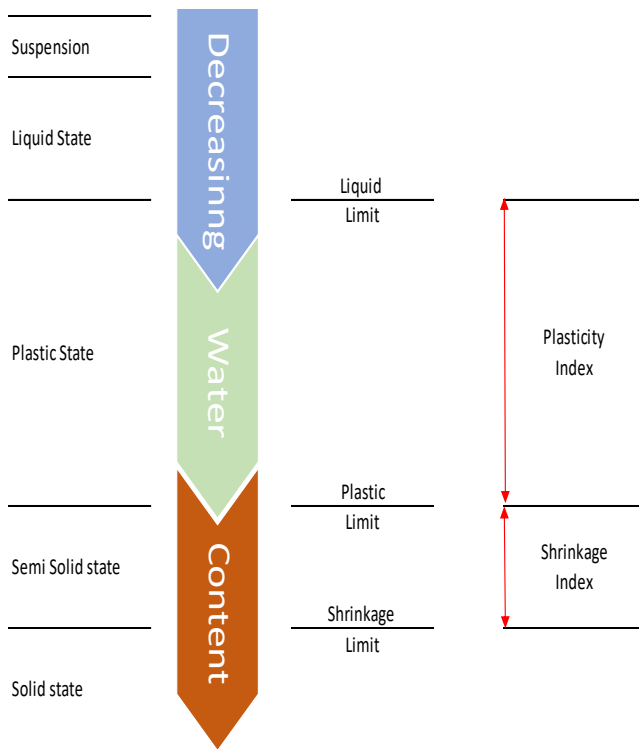 Suspension
Liquid State
Plastic State
Semi Solid state
Solid state
Decreasinng
Water
Content
Liquid
Limit
Plastic
Limit
Shrinkage
Limit
Plasticity
Index
Shrinkage
Index